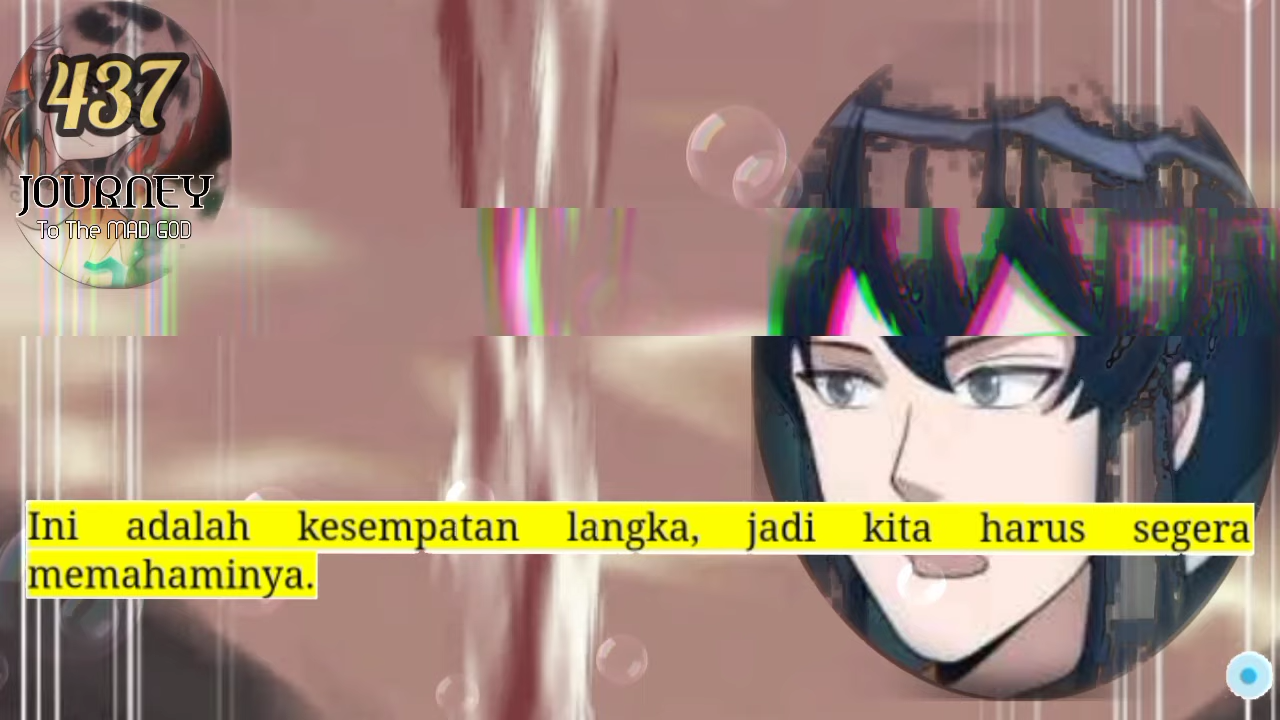 437
JOURNEY
To The MAD GOD
Ini adalah kesempatan langka, jadi kita harus segera
memahaminya.